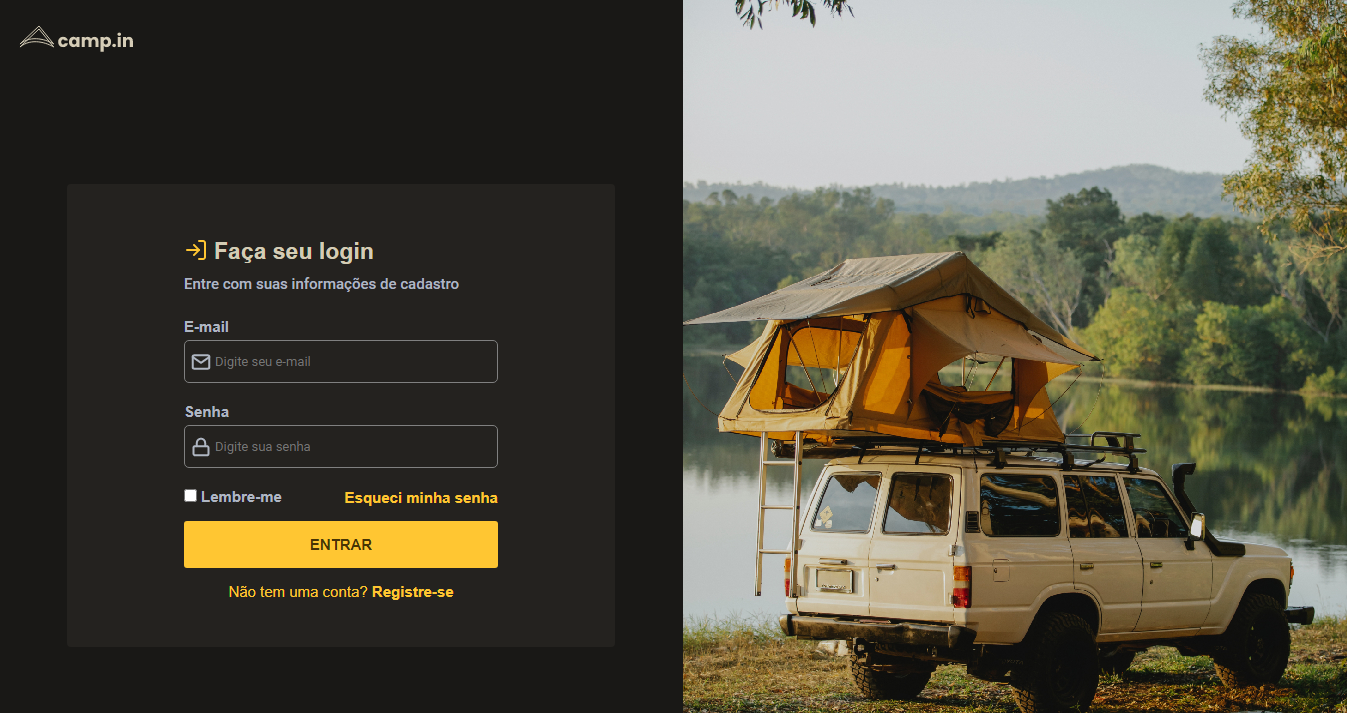 camp.in
Faça seu login
Entre com suas informações de cadastro
E-mail
Digite seu e-mail
Senha
Digite sua senha
Lembre-me
Esqueci minha senha
ENTRAR
Não tem uma conta? Registre-se